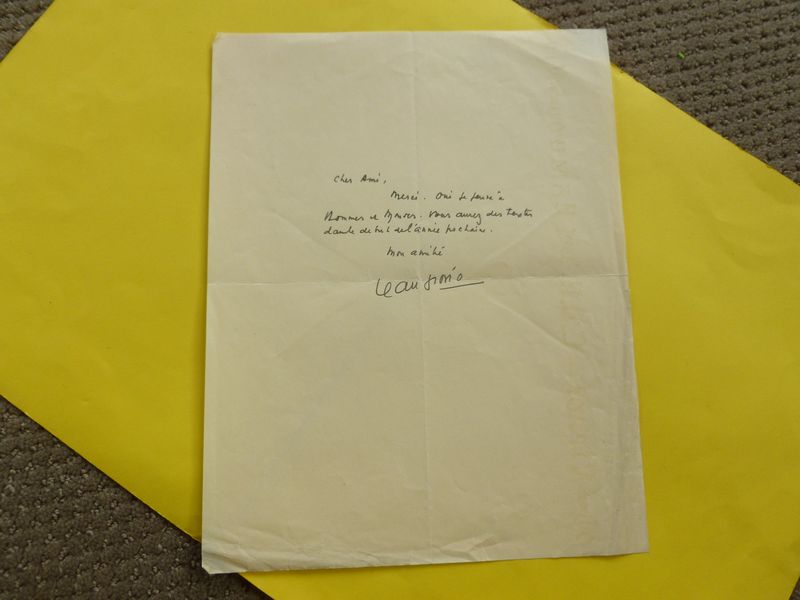 Cher Ami,
Merci. Oui je pense à
Hommes et Mondes. Vous aurez des textes
dans le début de l'année prochaine.
Mon amitié
Jean Giono